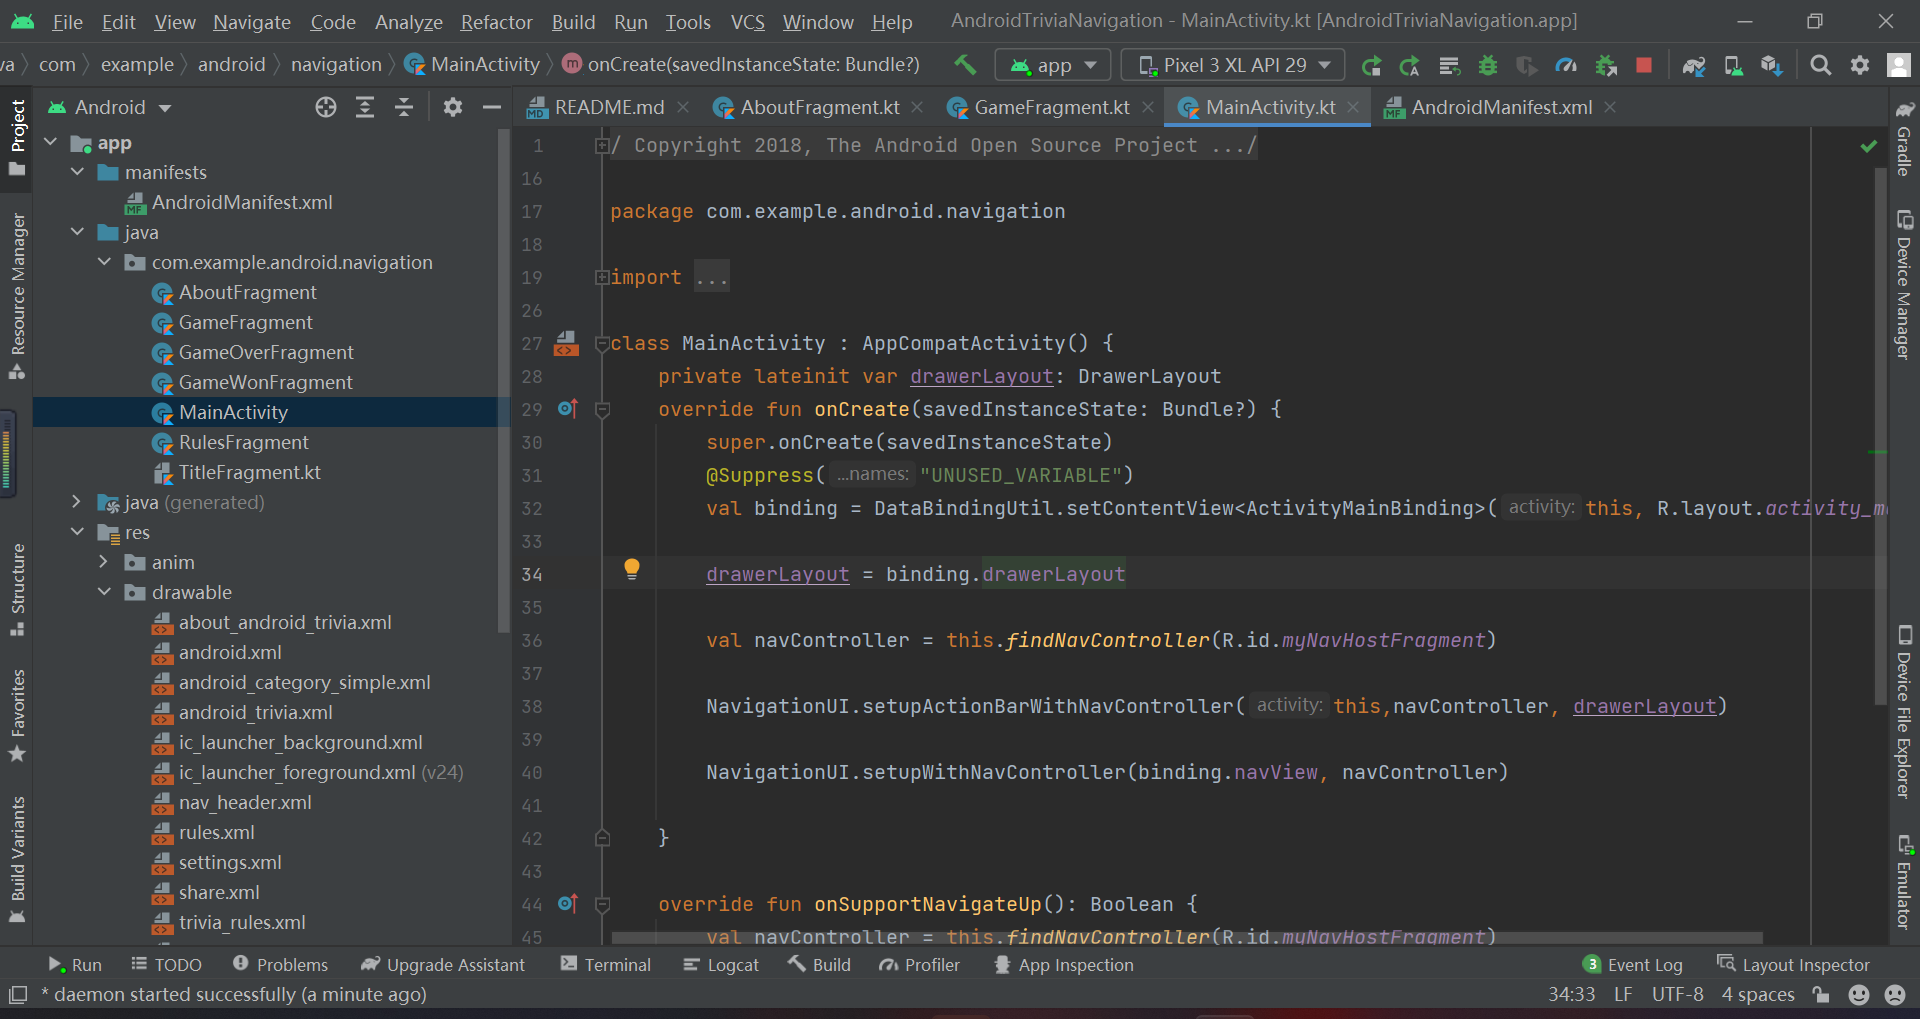 File Edit View Navigate Code Analyze Refactor Build Run Tools VCS Window Help AndroidTriviaNavigation - MainActivity.kt [AndroidTriviaNavigation.app]
va com example android navigation MainActivity m onCreate(savedInstanceState: Bundle?) app Pixel 3 XL API 29
Project
Resource Manager
Structure
Favorites
Build Variants
Android
app
manifests
AndroidManifest.xml
java
com.example.android.navigation
AboutFragment
GameFragment
GameOverFragment
GameWonFragment
MainActivity
RulesFragment
TitleFragment.kt
java (generated)
res
anim
drawable
about_android_trivia.xml
android.xml
android_category_simple.xml
android_trivia.xml
ic_launcher_background.xml
ic_launcher_foreground.xml (v24)
nav_header.xml
rules.xml
settings.xml
share.xml
trivia_rules.xml
README.md AboutFragment.kt GameFragment.kt MainActivity.kt AndroidManifest.xml
1 / Copyright 2018, The Android Open Source Project .../
16
17 package com.example.android.navigation
18
19 import ...
26
27 class MainActivity : AppCompatActivity() {
28 private lateinit var drawerLayout: DrawerLayout
29 override fun onCreate(savedInstanceState: Bundle?) {
30 super.onCreate(savedInstanceState)
31 @Suppress( ...names: "UNUSED_VARIABLE")
32 val binding = DataBindingUtil.setContentView<ActivityMainBinding>( activity: this, R.layout.activity_m
33
34 drawerLayout = binding.drawerLayout
35
36 val navController = this.findNavController(R.id.myNavHostFragment)
37
38 NavigationUI.setupActionBarWithNavController( activity: this,navController, drawerLayout)
39
40 NavigationUI.setupWithNavController(binding.navView, navController)
41
42 }
43
44 override fun onSupportNavigateUp(): Boolean {
45 val navController = this.findNavController(R.id.myNavHostFragment)
Gradle
Device Manager
Device File Explorer
Emulator
Run TODO Problems Upgrade Assistant Terminal Logcat Build Profiler App Inspection 3 Event Log Layout Inspector
* daemon started successfully (a minute ago) 34:33 LF UTF-8 4 spaces